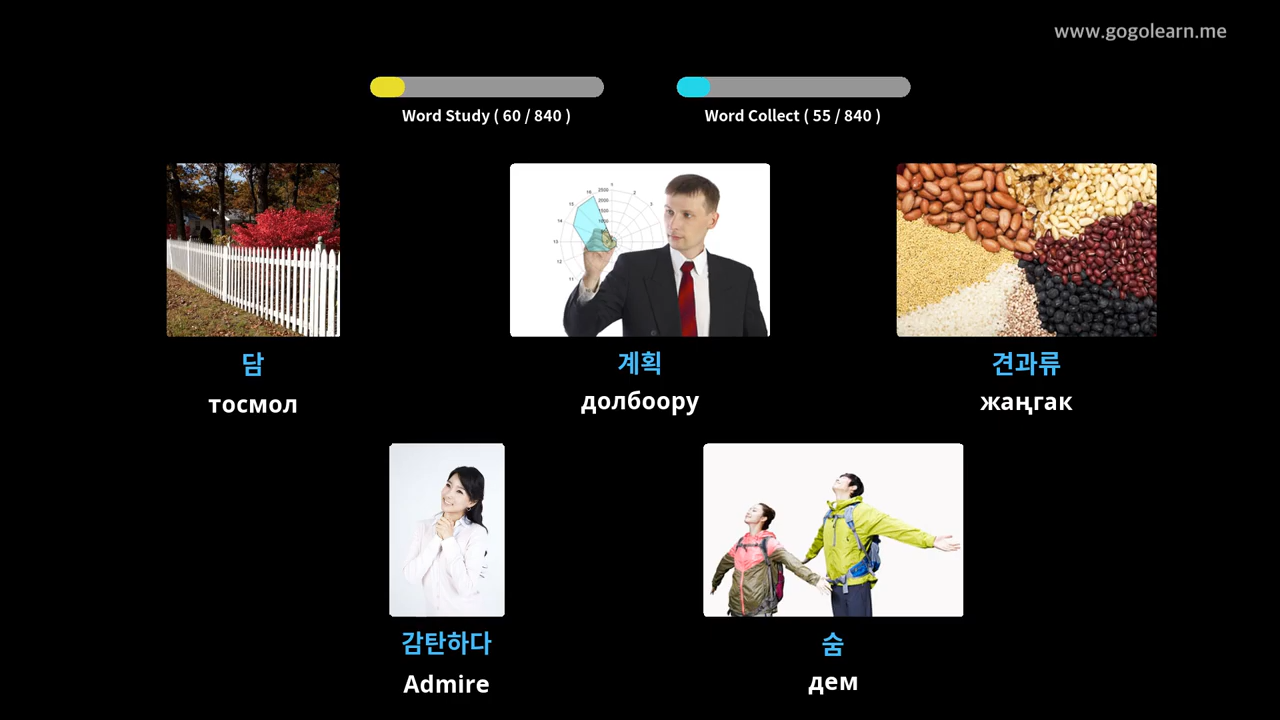 www.gogolearn.me
Word Study ( 60 / 840 )
Word Collect ( 55 / 840 )
담
тосмол
계획
долбоору
견과류
жаңгак
감탄하다
Admire
숨
дем